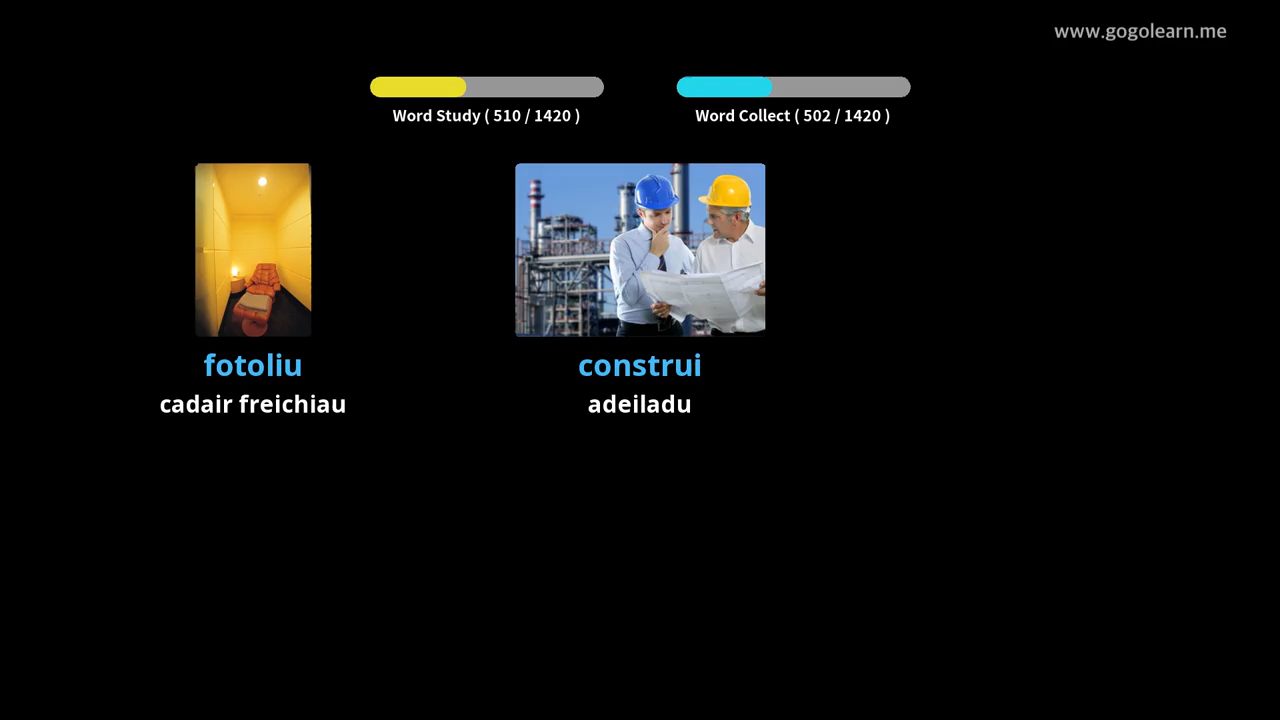 www.gogolearn.me
Word Study ( 510 / 1420 )
Word Collect ( 502 / 1420 )
fotoliu
cadair freichiau
construi
adeiladu